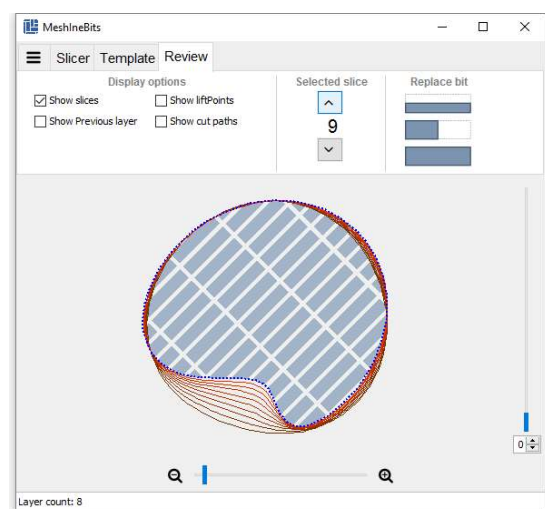 MeshIneBits
Slicer Template Review
Display options
Show slices Show liftPoints
Show Previous layer Show cut paths
Selected slice
9
Replace bit
0
Layer count: 8